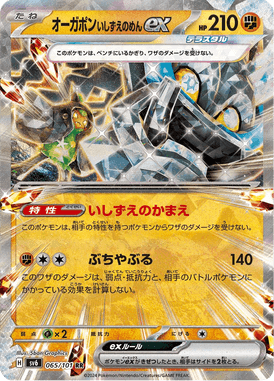 たね
オーガポン いしずえのめん ex
HP 210
テラスタル
このポケモンは、ベンチにいるかぎり、ワザのダメージを受けない。
特性 いしずえのかまえ
このポケモンは、相手の特性を持つポケモンからワザのダメージを受けない。
ぶちやぶる 140
このワザのダメージは、弱点・抵抗力と、相手のバトルポケモンにかかっている効果を計算しない。
弱点 ×2 抵抗力 にげる
Illus.
exルール
ポケモンexがきぜつしたとき、相手はサイドを2枚とる。
H sv6 065/101 RR
©2024 Pokémon/Nintendo/Creatures/GAME FREAK.